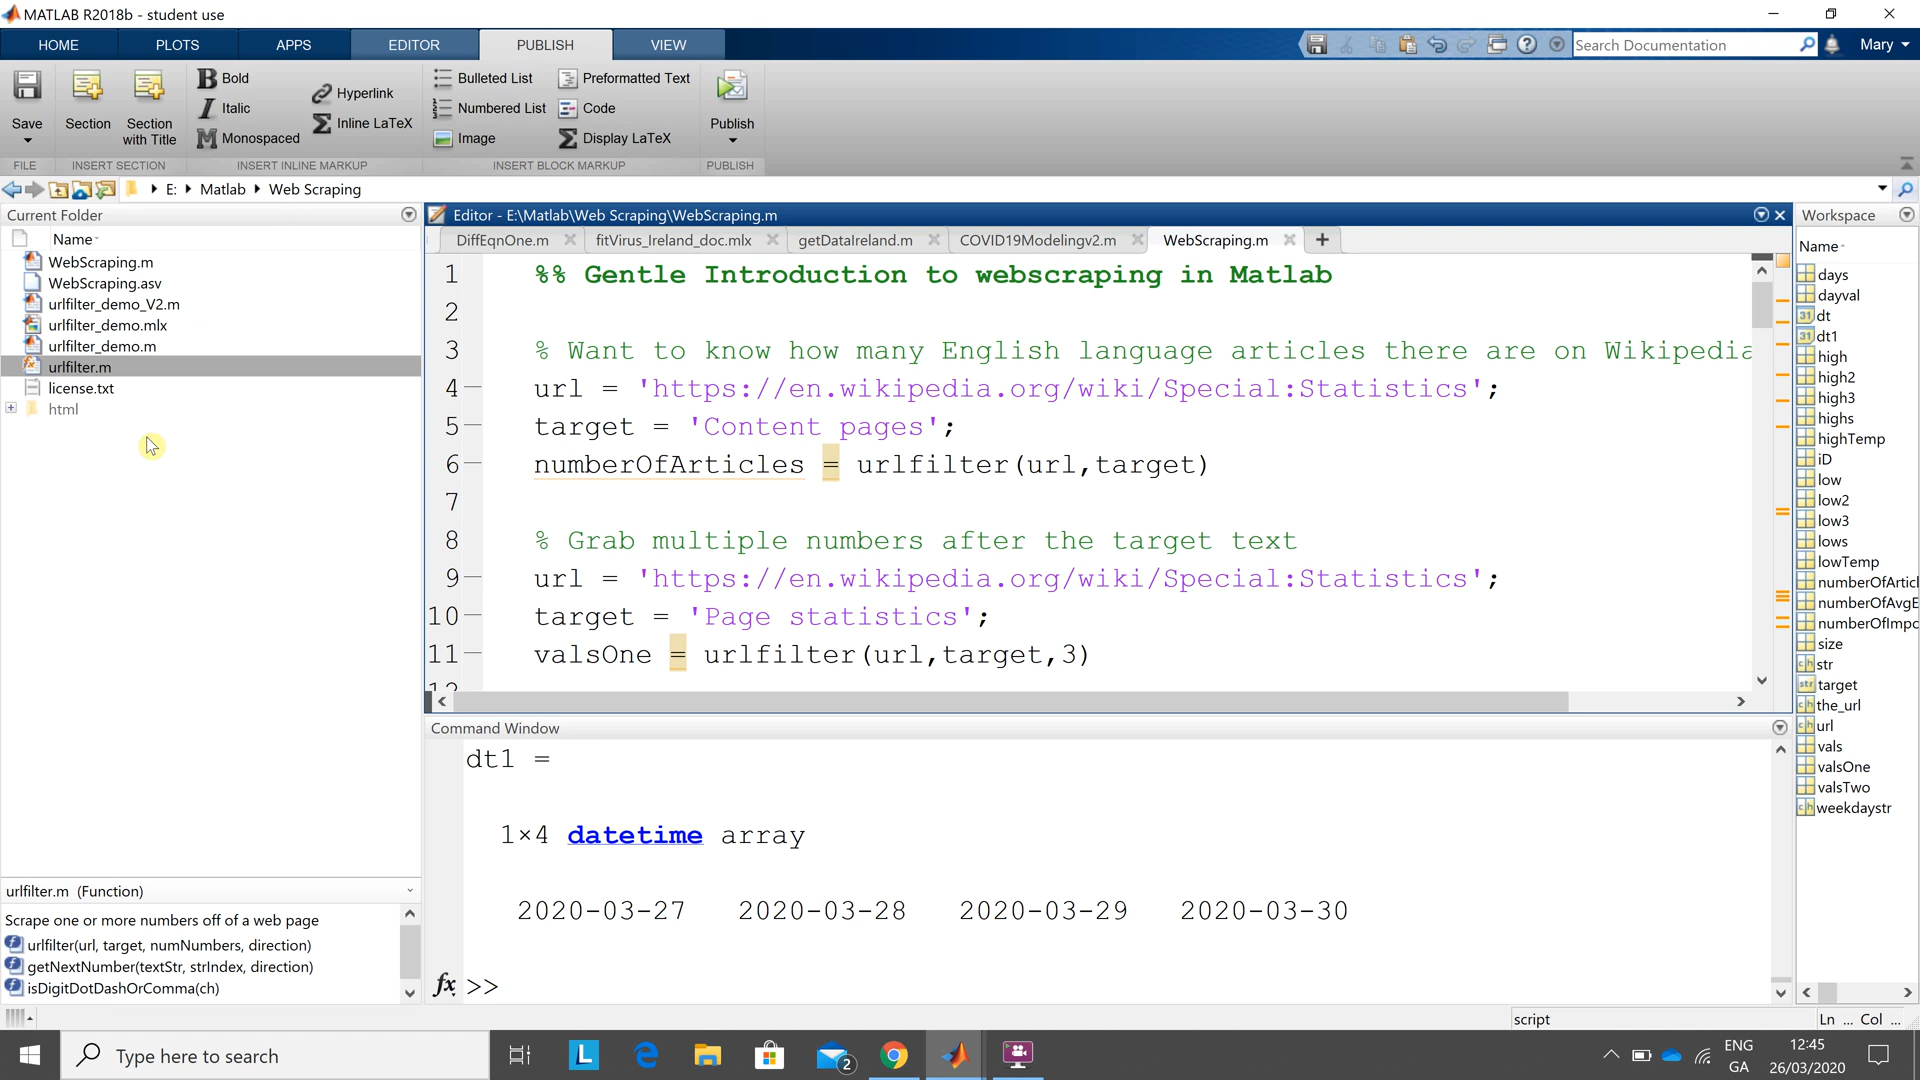 MATLAB R2018b - student use
HOME PLOTS APPS EDITOR PUBLISH VIEW
Search Documentation
Mary
Save
Section
Section with Title
Bold
Italic
Monospaced
Hyperlink
Inline LaTeX
Bulleted List
Numbered List
Image
Preformatted Text
Code
Display LaTeX
Publish
FILE INSERT SECTION INSERT INLINE MARKUP INSERT BLOCK MARKUP PUBLISH
E: Matlab Web Scraping
Current Folder
Name
WebScraping.m
WebScraping.asv
urlfilter_demo_V2.m
urlfilter_demo.mlx
urlfilter_demo.m
urlfilter.m
license.txt
html
urlfilter.m (Function)
Scrape one or more numbers off of a web page
urlfilter(url, target, numNumbers, direction)
getNextNumber(textStr, strIndex, direction)
isDigitDotDashOrComma(ch)
Editor - E:\Matlab\Web Scraping\WebScraping.m
DiffEqnOne.m fitVirus_Ireland_doc.mlx getDataIreland.m COVID19Modelingv2.m WebScraping.m
1 %% Gentle Introduction to webscraping in Matlab
2
3 % Want to know how many English language articles there are on Wikipedia
4 url = 'https://en.wikipedia.org/wiki/Special:Statistics';
5 target = 'Content pages';
6 numberOfArticles = urlfilter(url,target)
7
8 % Grab multiple numbers after the target text
9 url = 'https://en.wikipedia.org/wiki/Special:Statistics';
10 target = 'Page statistics';
11 valsOne = urlfilter(url,target,3)
12
Command Window
dt1 =
1×4 datetime array
2020-03-27 2020-03-28 2020-03-29 2020-03-30
fx >>
Workspace
Name
days
dayval
dt
dt1
high
high2
high3
highs
highTemp
iD
low
low2
low3
lows
lowTemp
numberOfArticl
numberOfAvgE
numberOfImpo
size
str
target
the_url
url
vals
valsOne
valsTwo
weekdaystr
script
Ln ... Col ...
Type here to search
L
2
ENG
GA
12:45
26/03/2020